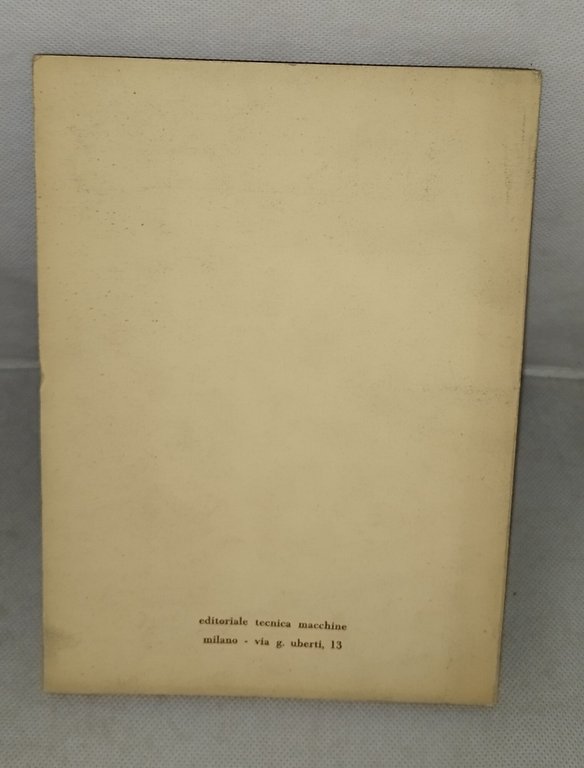 editoriale tecnica macchine
milano - via g. uberti, 13